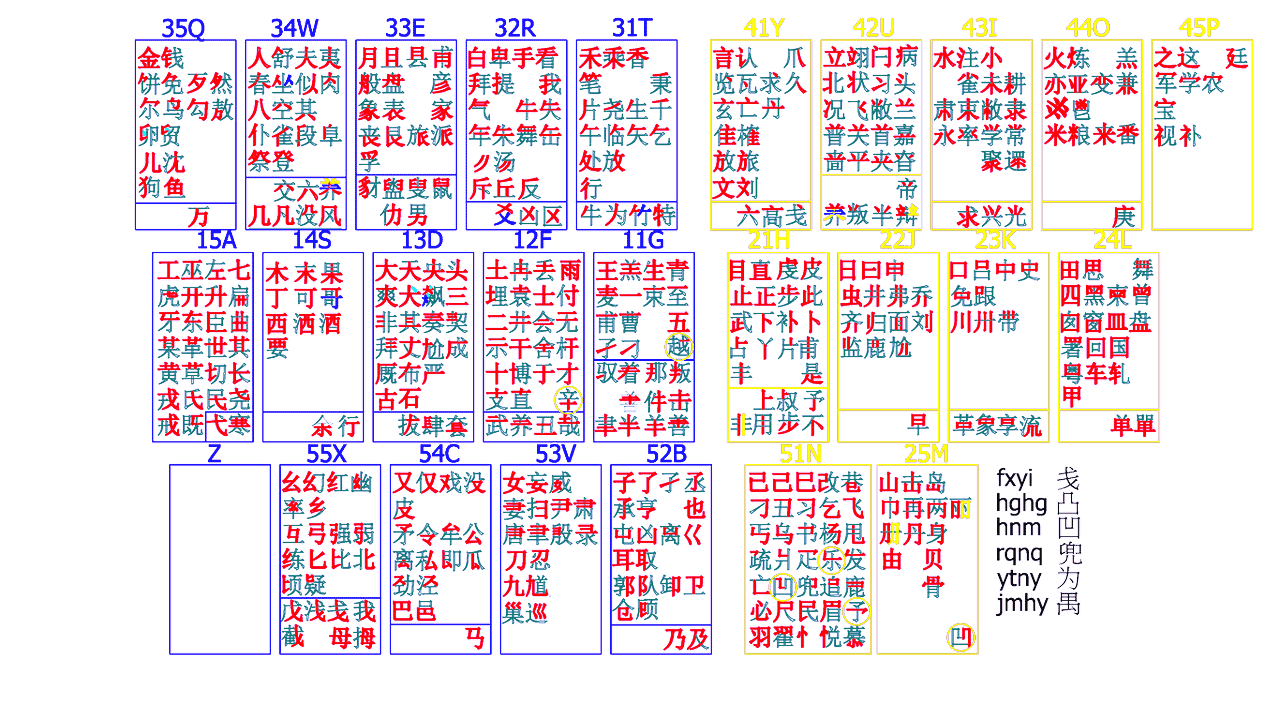 35Q 34W 33E 32R 31T 41Y 42U 43I 44O 45P
金钱
饼免歹然
尔鸟勾敖
卵贸
儿沈
狗鱼
万
人舒夫夷
春坐似肉
八空其
仆雀段阜
祭登
交六养
几凡没风
月且县甫
般盘 彦
象表 家
丧艮旅派
孚
豺盥叟鼠
仂男
白卑手看
拜提 我
气 牛失
年朱舞缶
汤
斥丘反
爻凶区
禾乘香
笔 秉
片尧生千
午临矢乞
处放
行
牛为竹特
言认 爪
览瓦求久
玄亡丹
隹榷
放旅
文刘
六高戋
立翊门病
北状习头
况飞敝兰
普关首嘉
啬平夹窅
帝
养叛半辩
水注小
雀未耕
肃朿敝隶
永率学常
聚遝
求兴光
火炼 羔
亦亚变兼
鬯
米粮来番
庚
之这 廷
军学农
宝
视补
15A 14S 13D 12F 11G 21H 22J 23K 24L
工巫左七
虎开升扁
牙东臣曲
某革世其
黄草切长
戎氏民尧
戒既弋寒
木末果
丁可哥
西洒酒
要
余行
大天央头
爽犬飙三
非其奏契
拜丈尬成
厩布严
古石
拔肆套
土冉丢雨
埋袁士付
二井会无
示干舍杆
十博于才
支直 辛
武养丑哉
王羔生青
麦一束至
甫曹 五
孑刁 越
驭着那叛
件击
聿半羊善
目直虔皮
止正步此
武下补卜
占丫片甫
丰 是
上叔予
非用步不
日曰申
虫井弗乔
齐归面刘
监鹿尬
早
口吕中史
免跟
川卅带
革象享流
田思 舞
四黑柬曾
囱窗皿盘
署回国
粤车轧
甲
单單
Z 55X 54C 53V 52B 51N 25M
幺幻红幽
率乡
互弓强弱
练匕比北
顷疑
戊浅戋我
截 母拇
又仅戏没
皮
矛令牟公
离私即瓜
劲泾
巴邑
马
女妄威
妻扫尹肃
唐聿殷录
刀忍
九馗
巢巡
子了孑丞
承亨 也
屯凶离巜
耳取
郭队卸卫
仓顾
乃及
已己巳改巷
刁丑习乞飞
丐乌书杨甩
疏爿疋乐发
亡凹兜追鹿
必尺民眉予
羽翟忄悦慕
山击岛
巾再两丽
册丹身
由 贝
骨
凹
fxyi 戋
hghg 凸
hnm 凹
rqnq 兜
ytny 为
jmhy 禺